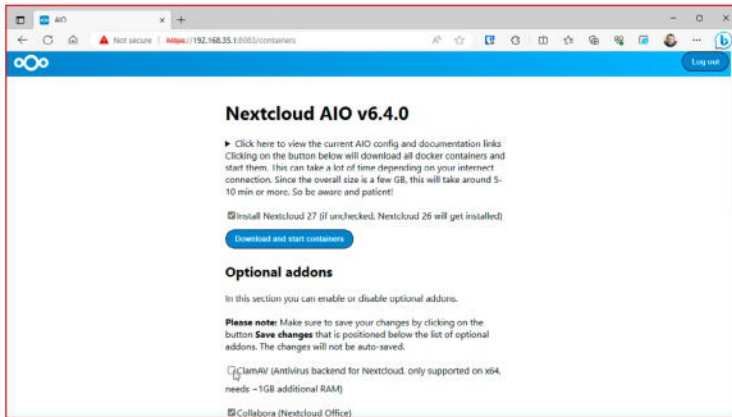 AIO
Not secure https://192.168.35.1:8083/containers
Log out
Nextcloud AIO v6.4.0
Click here to view the current AIO config and documentation links
Clicking on the button below will download all docker containers and
start them. This can take a lot of time depending on your internect
connection. Since the overall size is a few GB, this will take around 5-
10 min or more. So be aware and patient!
Install Nextcloud 27 (if unchecked, Nextcloud 26 will get installed)
Download and start containers
Optional addons
In this section you can enable or disable optional addons.
Please note: Make sure to save your changes by clicking on the
button Save changes that is positioned below the list of optional
addons. The changes will not be auto-saved.
ClamAV (Antivirus backend for Nextcloud, only supported on x64,
needs ~1GB additional RAM)
Collabora (Nextcloud Office)